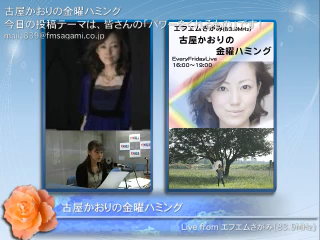 古屋かおりの金曜ハミング
今日の投稿テーマは、皆さんの「パワー
mail:839@fmsagami.co.jp
エフエムさがみ(83.9MHz)
古屋かおりの
金曜ハミング
EveryFridayLive
16:00～19:00
古屋かおりの金曜ハミング
Live from エフエムさがみ(83.9MHz)